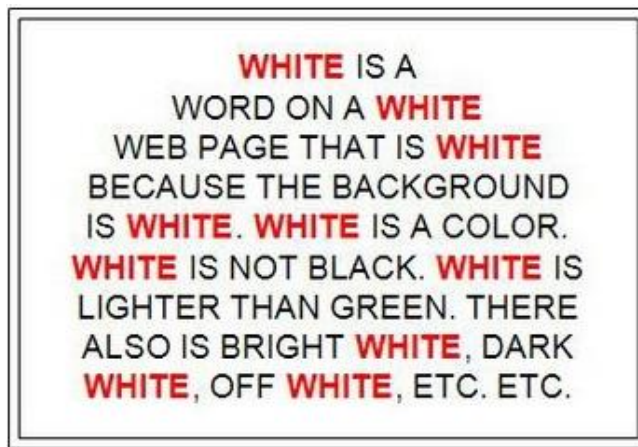 WHITE IS A
WORD ON A WHITE
WEB PAGE THAT IS WHITE
BECAUSE THE BACKGROUND
IS WHITE. WHITE IS A COLOR.
WHITE IS NOT BLACK. WHITE IS
LIGHTER THAN GREEN. THERE
ALSO IS BRIGHT WHITE, DARK
WHITE, OFF WHITE, ETC. ETC.